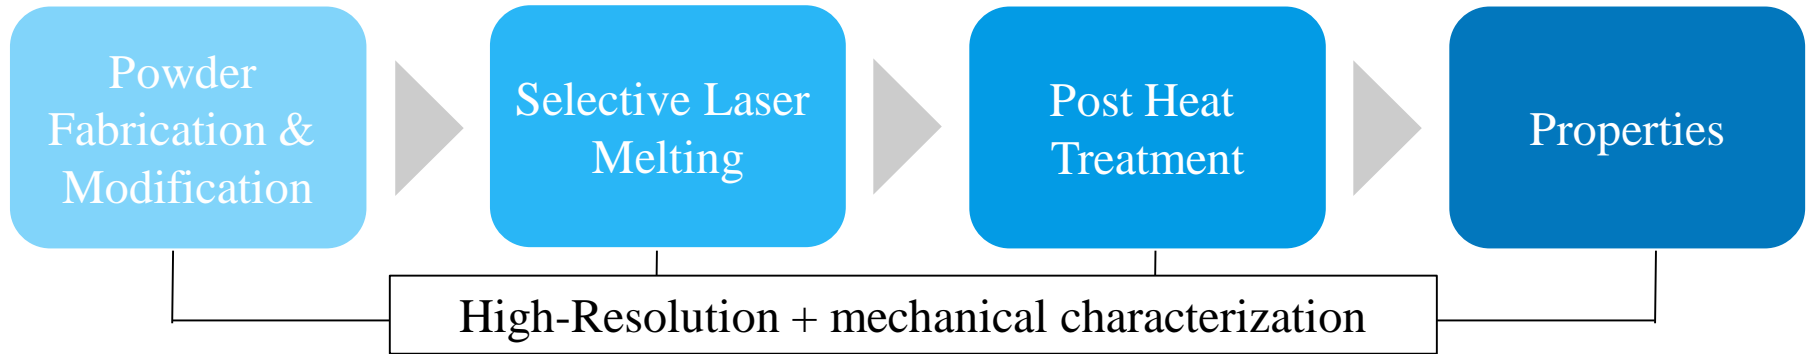 Powder
Fabrication &
Modification
Selective Laser
Melting
Post Heat
Treatment
Properties
High-Resolution + mechanical characterization